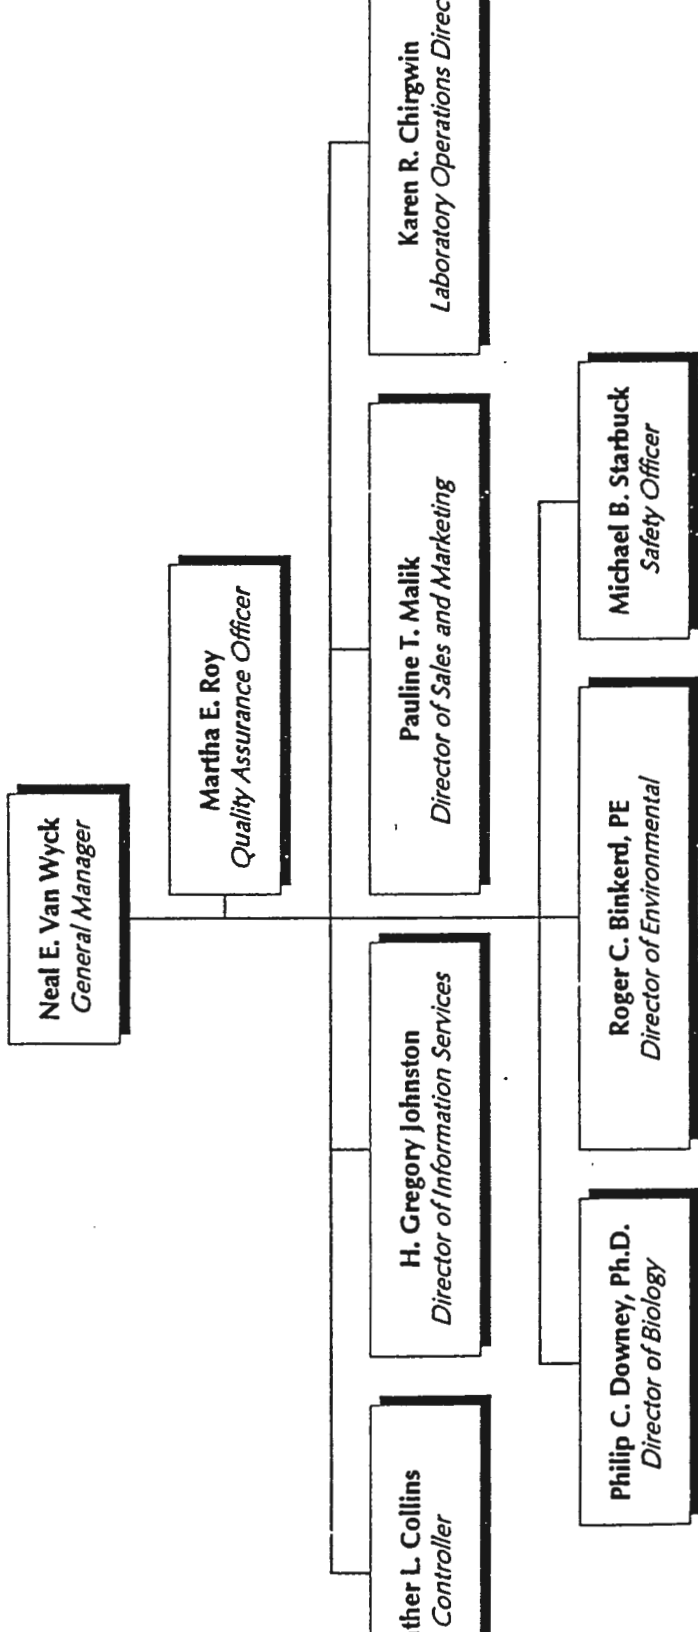 Neal E. Van Wyck
General Manager
Martha E. Roy
Quality Assurance Officer
L. Collins
Controller
H. Gregory Johnston
Director of Information Services
Pauline T. Malik
Director of Sales and Marketing
Karen R. Chirgwin
Laboratory Operations
Philip C. Downey, Ph.D.
Director of Biology
Roger C. Binkerd, PE
Director of Environmental
Michael B. Starbuck
Safety Officer